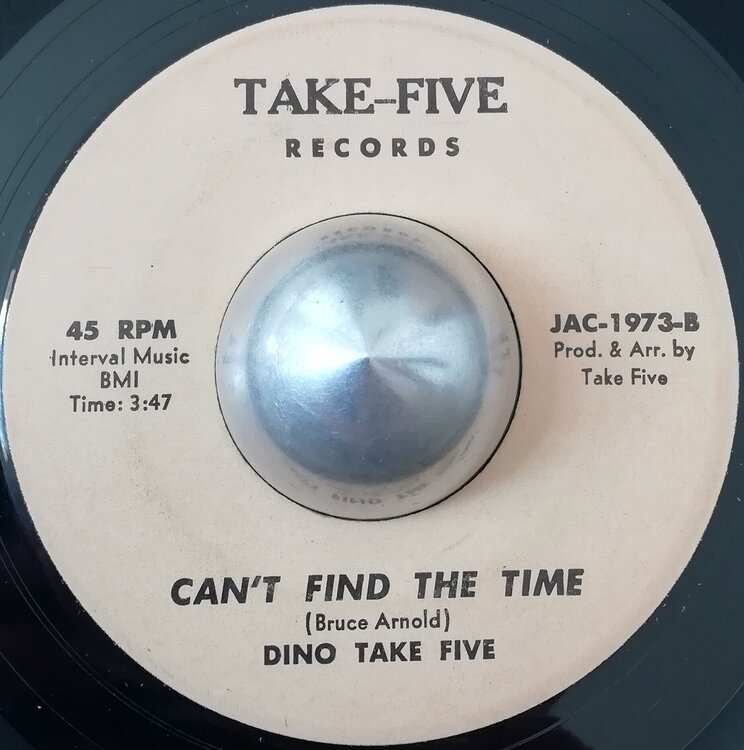 TAKE-FIVE
RECORDS
45 RPM
Interval Music
BMI
Time: 3:47
JAC-1973-B
Prod. & Arr. by
Take Five
CAN'T FIND THE TIME
(Bruce Arnold)
DINO TAKE FIVE